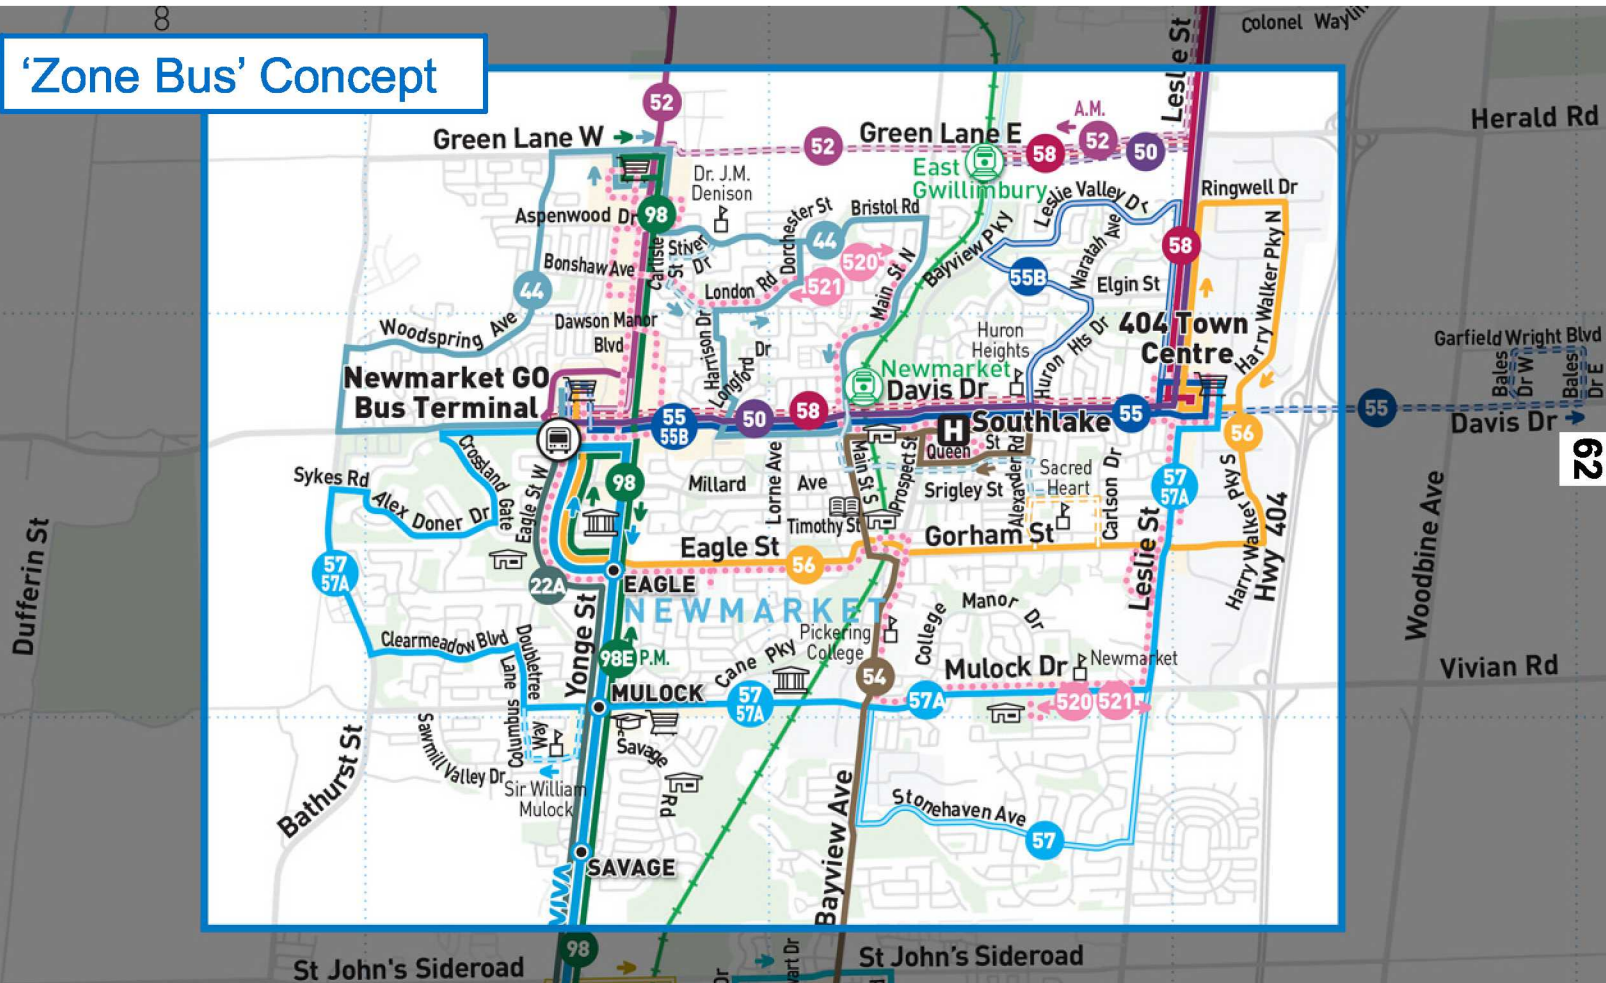 8
Colonel Waylin
'Zone Bus' Concept
Leslie St
52
A.M.
Herald Rd
Green Lane W
52
Green Lane E
58
52
50
East
Gwillimbury
Dr. J.M.
Denison
Leslie Valley Dr
Ringwell Dr
Aspenwood Dr
98
Dorchester St
Bristol Rd
44
Stiver
Dr
Carlisle
St
520
Bonshaw Ave
Main St N
Bayview Pky
55B
Waratah Ave
58
Harry Walker Pky N
44
London Rd
521
Elgin St
Woodspring Ave
Dawson Manor
Blvd
Harrison Dr
Longford
Dr
Huron
Heights
Huron Hts Dr
404 Town
Centre
Garfield Wright Blvd
Bales
Dr W
Bales
Dr E
Newmarket GO
Bus Terminal
Newmarket
Davis Dr
55
55B
50
58
H
Southlake
55
55
Davis Dr
56
62
Crossland
Gate
Eagle St W
Main St S
Prospect St
Queen
St
Alexander Rd
Sacred
Heart
Carlson Dr
Sykes Rd
Alex Doner Dr
98
Millard
Ave
Lorne Ave
Srigley St
57
57A
Harry Walker Pky S
Hwy 404
Timothy St
Gorham St
Leslie St
Woodbine Ave
Dufferin St
57
57A
Eagle St
56
22A
EAGLE
NEWMARKET
Manor
Dr
College
Clearmeadow Blvd
Doubletree
Lane
Yonge St
98E
P.M.
Cane Pky
Pickering
College
54
Mulock Dr
Newmarket
Vivian Rd
MULOCK
57
57A
57A
520
521
Sawmill Valley Dr
Columbus
Way
Savage
Rd
Sir William
Mulock
Bathurst St
Bayview Ave
Stonehaven Ave
57
SAVAGE
viva
98
St John's Sideroad
Dr
St John's Sideroad